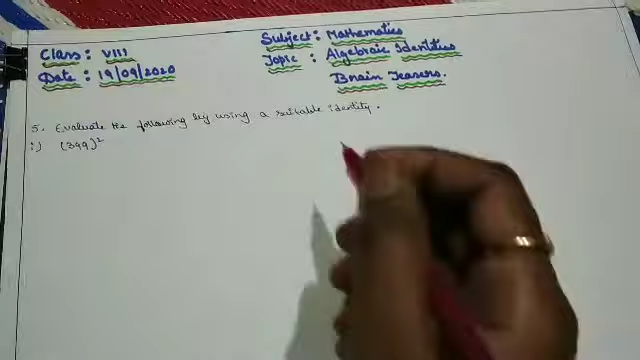 Class: VIII
Date: 19/09/2020
Subject: Mathematics
Topic: Algebraic Identities
Brain Teasers.
5. Evaluate the following by using a suitable identity.
i) (399)²